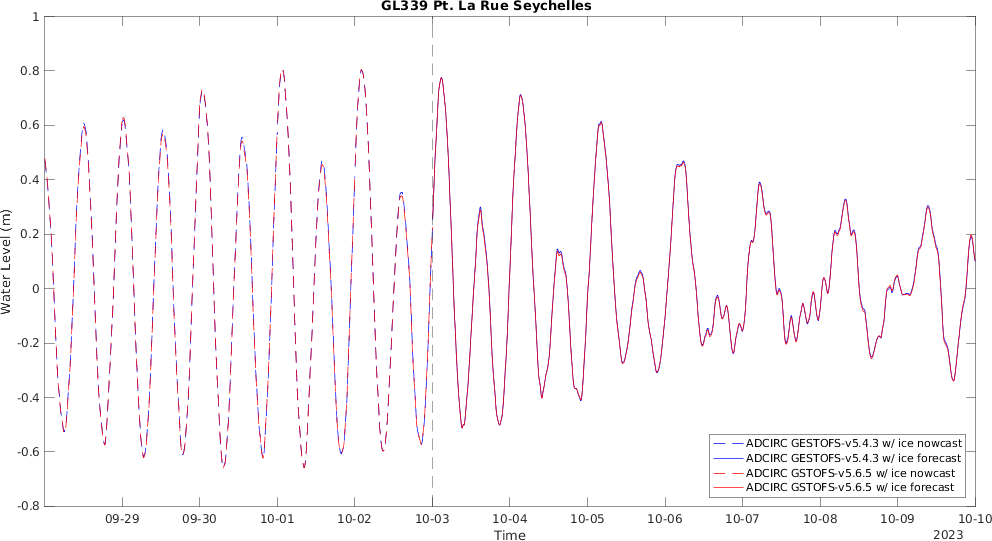 GL339 Pt. La Rue Seychelles
Water Level (m)
1
0.8
0.6
0.4
0.2
0
-0.2
-0.4
-0.6
-0.8
ADCIRC GESTOFS-v5.4.3 w/ ice nowcast
ADCIRC GESTOFS-v5.4.3 w/ ice forecast
ADCIRC GSTOFS-v5.6.5 w/ ice nowcast
ADCIRC GSTOFS-v5.6.5 w/ ice forecast
09-29 09-30 10-01 10-02 10-03 10-04 10-05 10-06 10-07 10-08 10-09 10-10
Time
2023